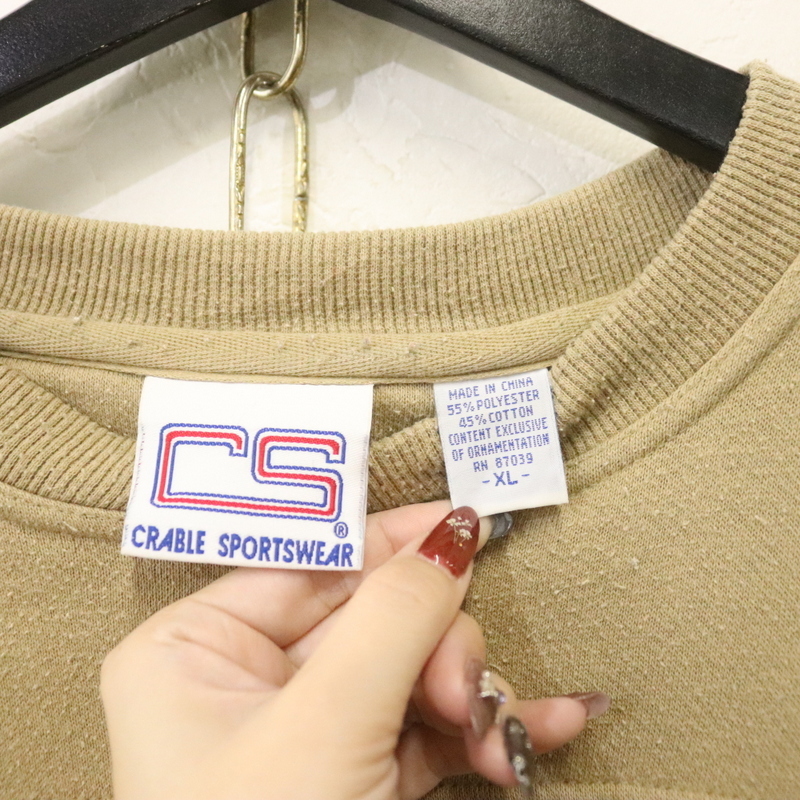 CS
®
CRABLE SPORTSWEAR
MADE IN CHINA
55% POLYESTER
45% COTTON
CONTENT EXCLUSIVE
OF ORNAMENTATION
RN 87039
-XL-